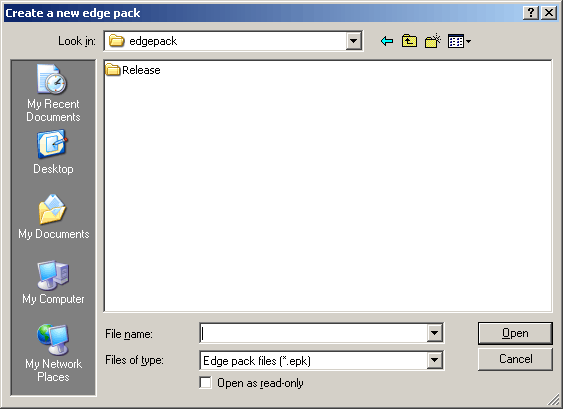 Create a new edge pack
Look in: edgepack
Release
My Recent
Documents
Desktop
My Documents
My Computer
My Network
Places
File name:
Open
Files of type: Edge pack files (*.epk)
Cancel
Open as read-only